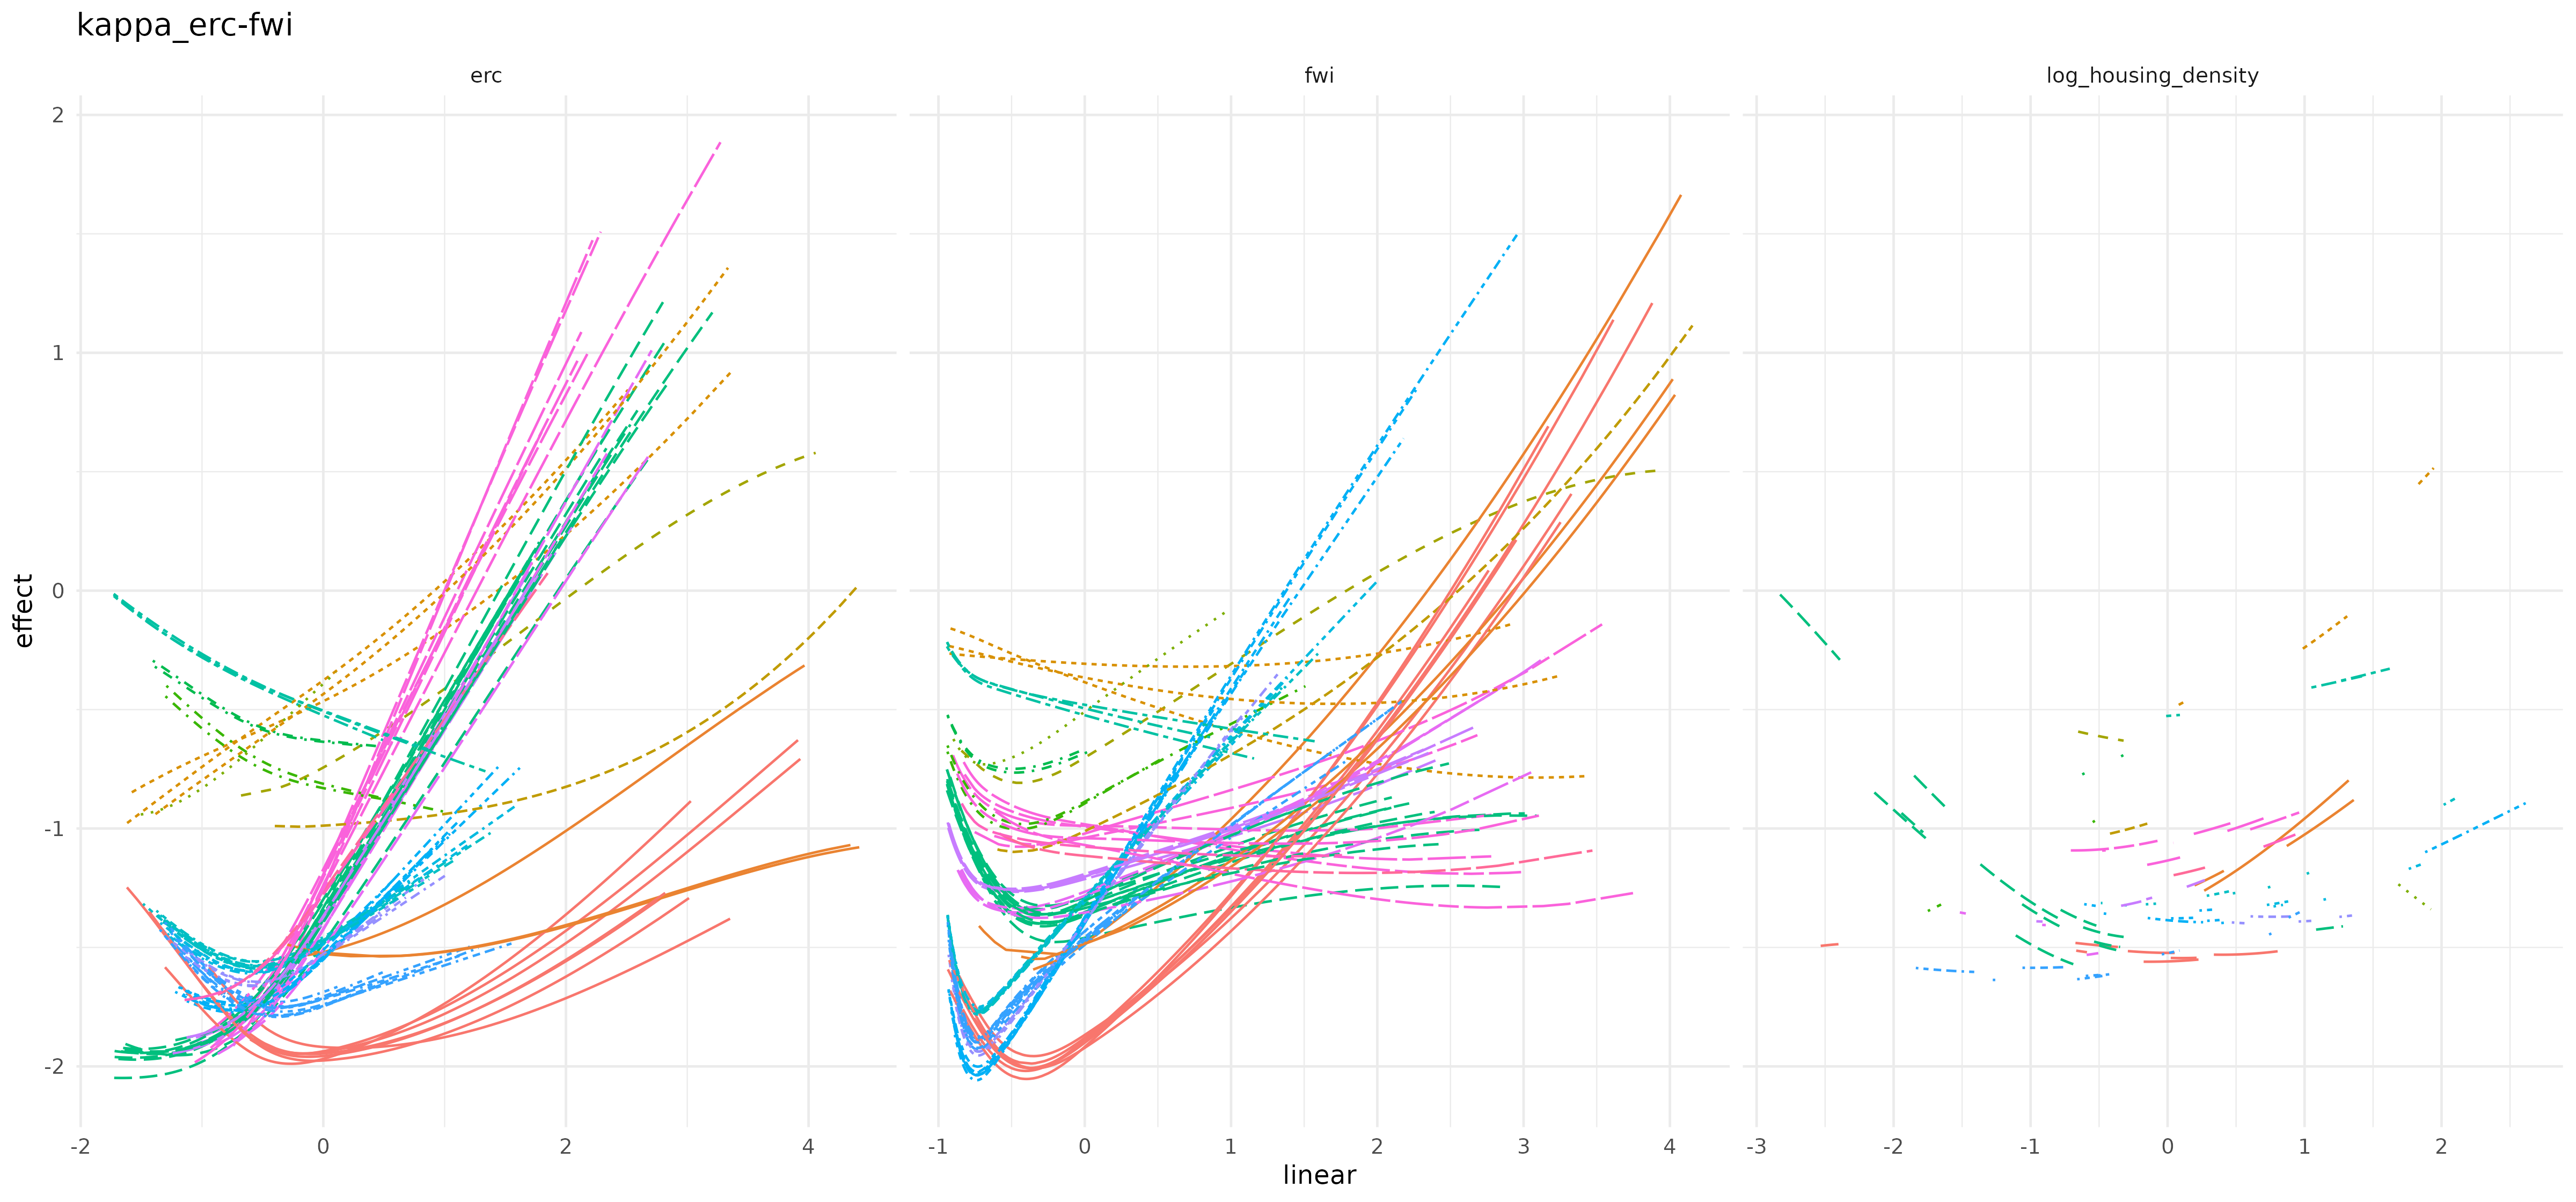 kappa_erc-fwi
erc
fwi
log_housing_density
2
1
0
-1
-2
effect
-2 0 2 4
-1 0 1 2 3 4
-3 -2 -1 0 1 2
linear